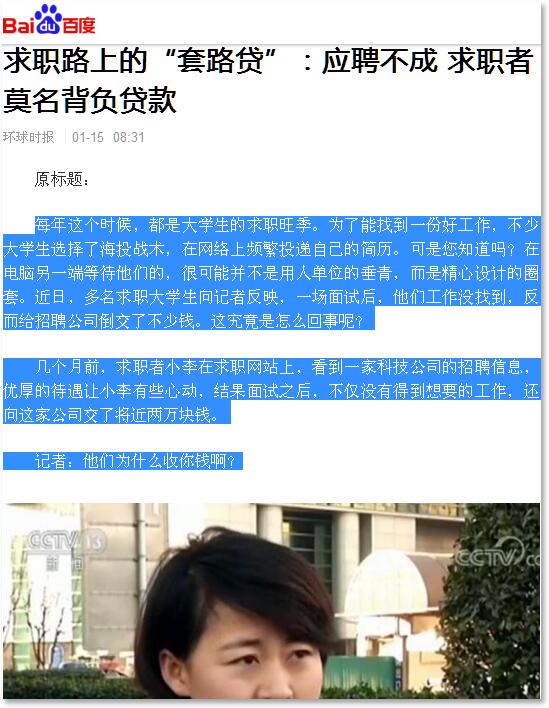 Bai du 百度
求职路上的“套路贷”：应聘不成 求职者
莫名背负贷款
环球时报 01-15 08:31
原标题：
每年这个时候，都是大学生的求职旺季。为了能找到一份好工作，不少
大学生选择了海投战术，在网络上频繁投递自己的简历。可是您知道吗？在
电脑另一端等待他们的，很可能并不是用人单位的垂青，而是精心设计的圈
套。近日，多名求职大学生向记者反映，一场面试后，他们工作没找到，反
而给招聘公司倒交了不少钱。这究竟是怎么回事呢？
几个月前，求职者小李在求职网站上，看到一家科技公司的招聘信息，
优厚的待遇让小李有些心动，结果面试之后，不仅没有得到想要的工作，还
向这家公司交了将近两万块钱。
记者：他们为什么收你钱啊？
CCTV 13
新闻
CCTV.co